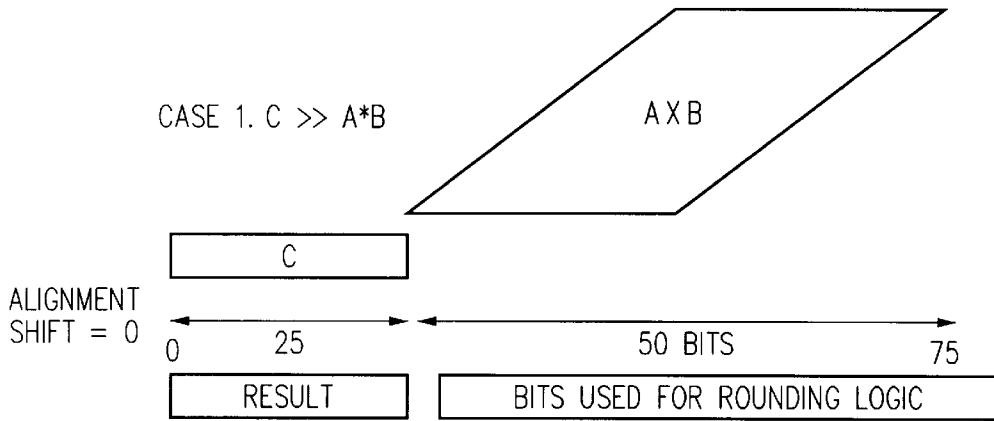 CASE 1. C >> A*B
A X B
C
ALIGNMENT
SHIFT = 0
0
25
50 BITS
75
RESULT
BITS USED FOR ROUNDING LOGIC